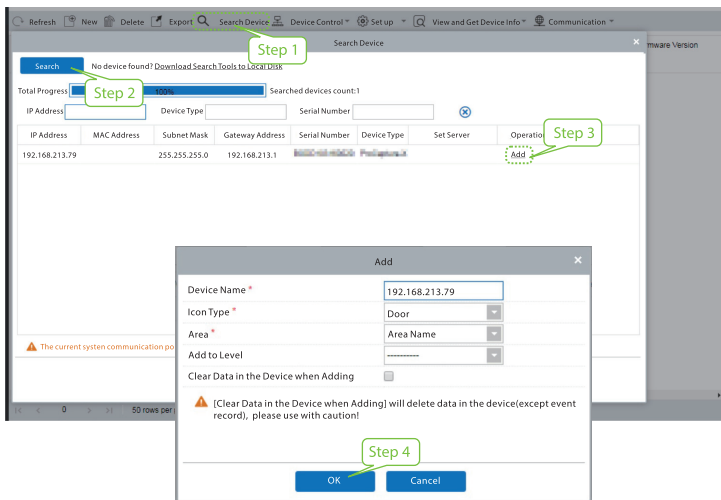 Refresh New Delete Export Search Device Device Control Set up View and Get Device Info Communication
Step 1
Search Device
mware Version
Search No device found? Download Search Tools to Local Disk
Step 2
Total Progress 100% Searched devices count:1
IP Address Device Type Serial Number
IP Address MAC Address Subnet Mask Gateway Address Serial Number Device Type Set Server Operation
Step 3
192.168.213.79 255.255.255.0 192.168.213.1 Add
Add
Device Name * 192.168.213.79
Icon Type * Door
Area * Area Name
The current systen communication po
Add to Level ----------
Clear Data in the Device when Adding
[Clear Data in the Device when Adding] will delete data in the device(except event
record), please use with caution!
0 50 rows per
Step 4
OK Cancel